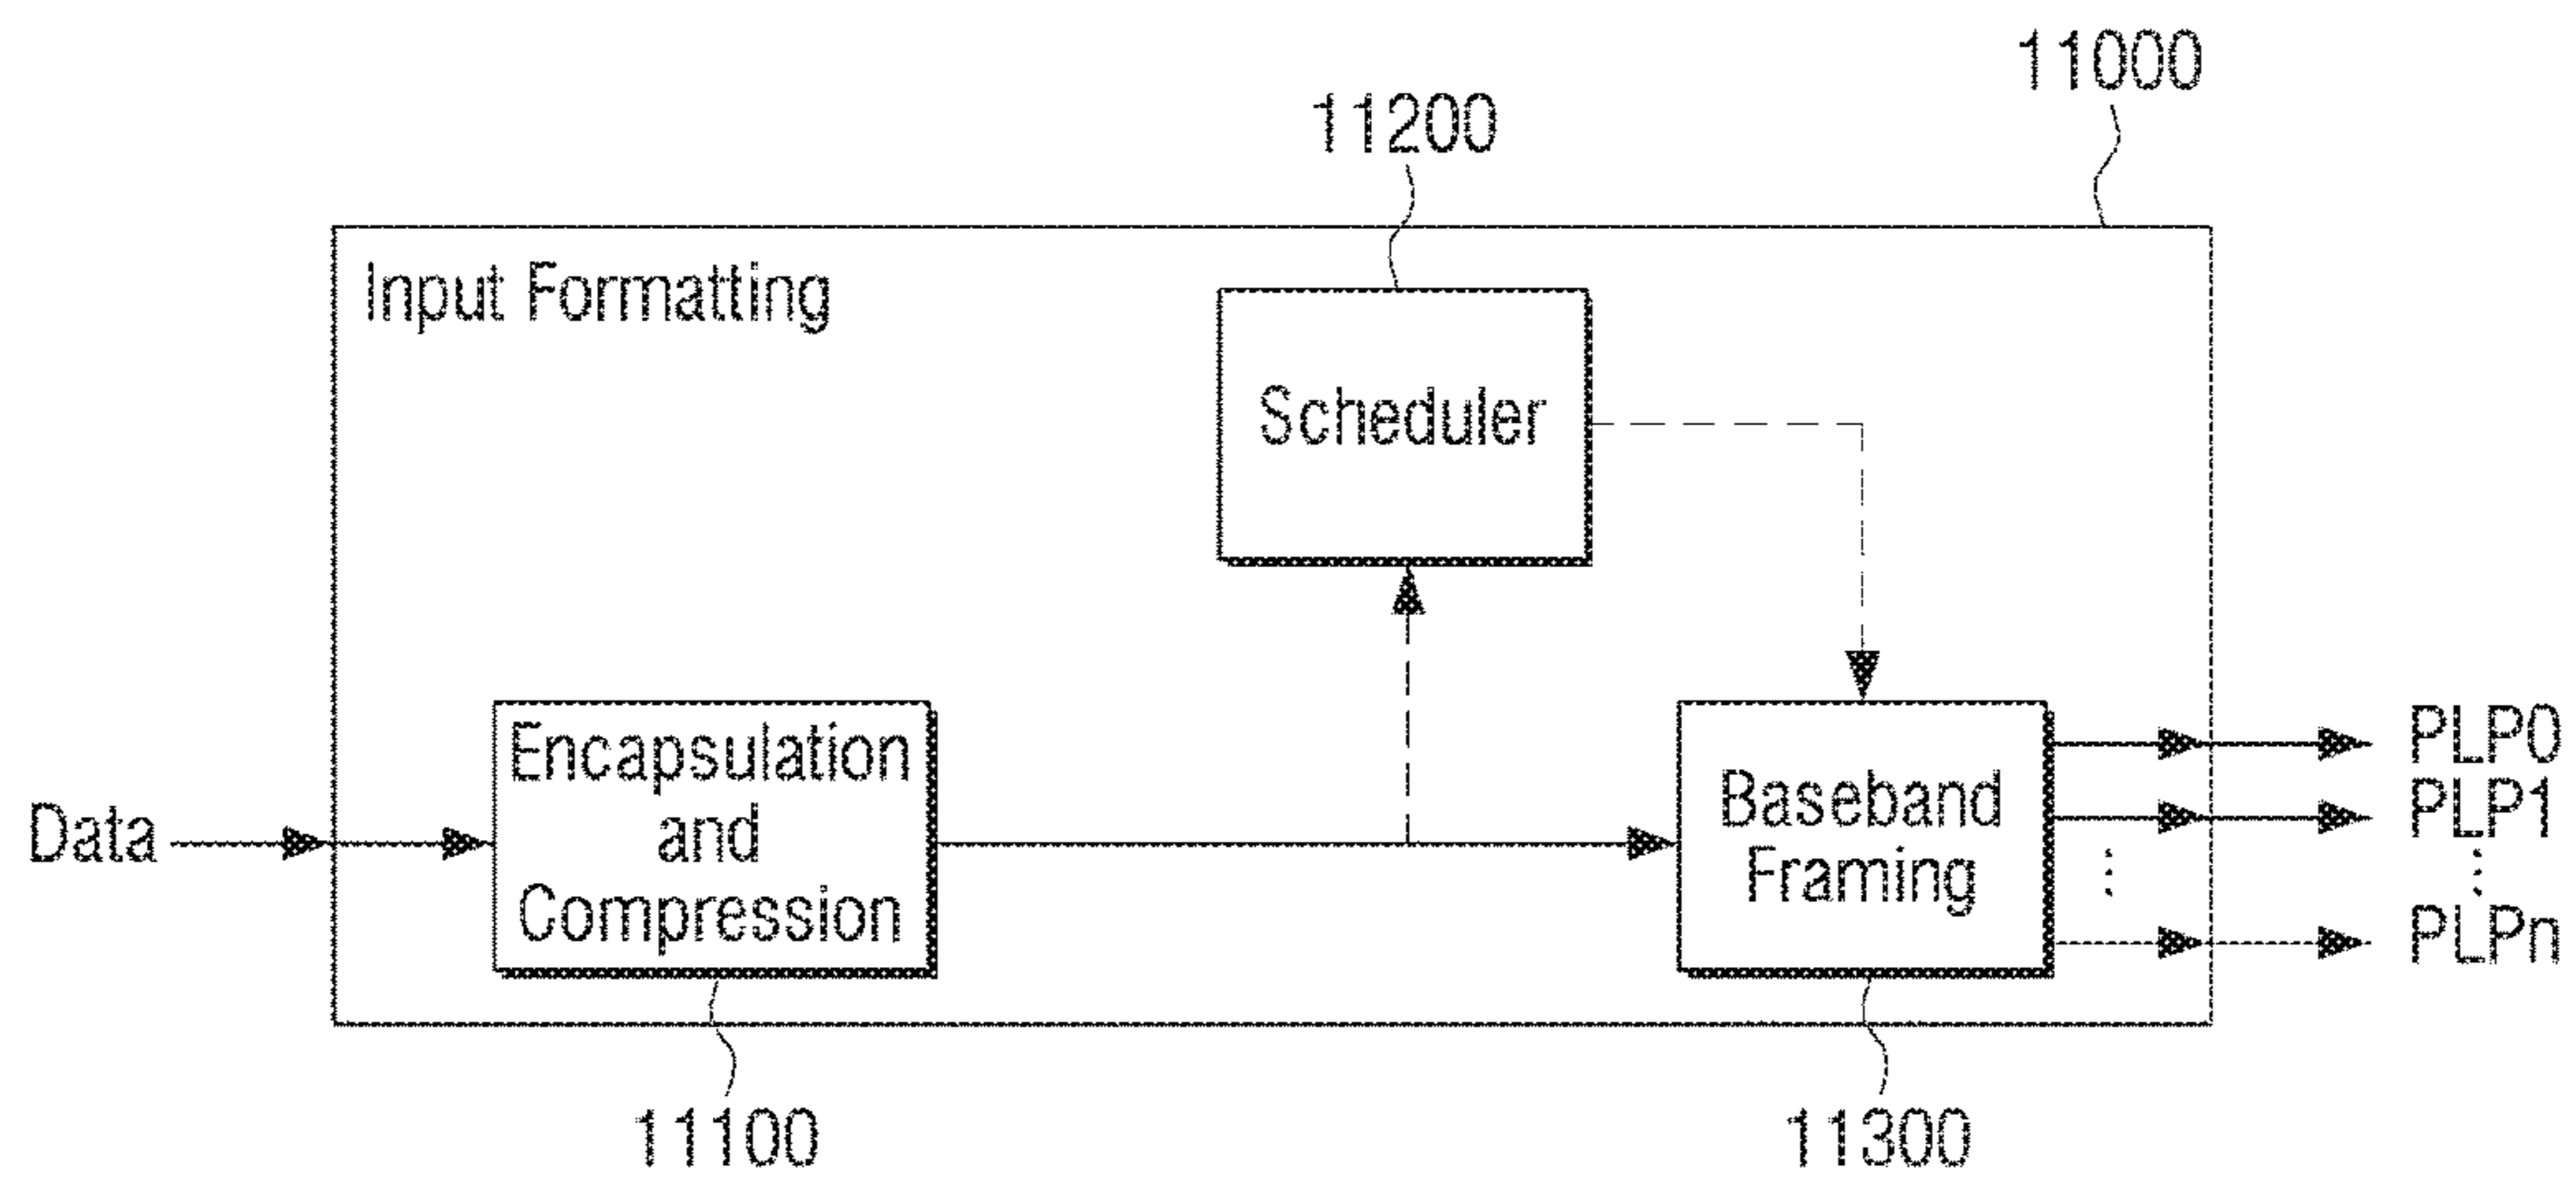 11000
11200
Input Formatting
Scheduler
Encapsulation
and
Compression
Data
Baseband
Framing
PLP0
PLP1
PLPn
11100
11300